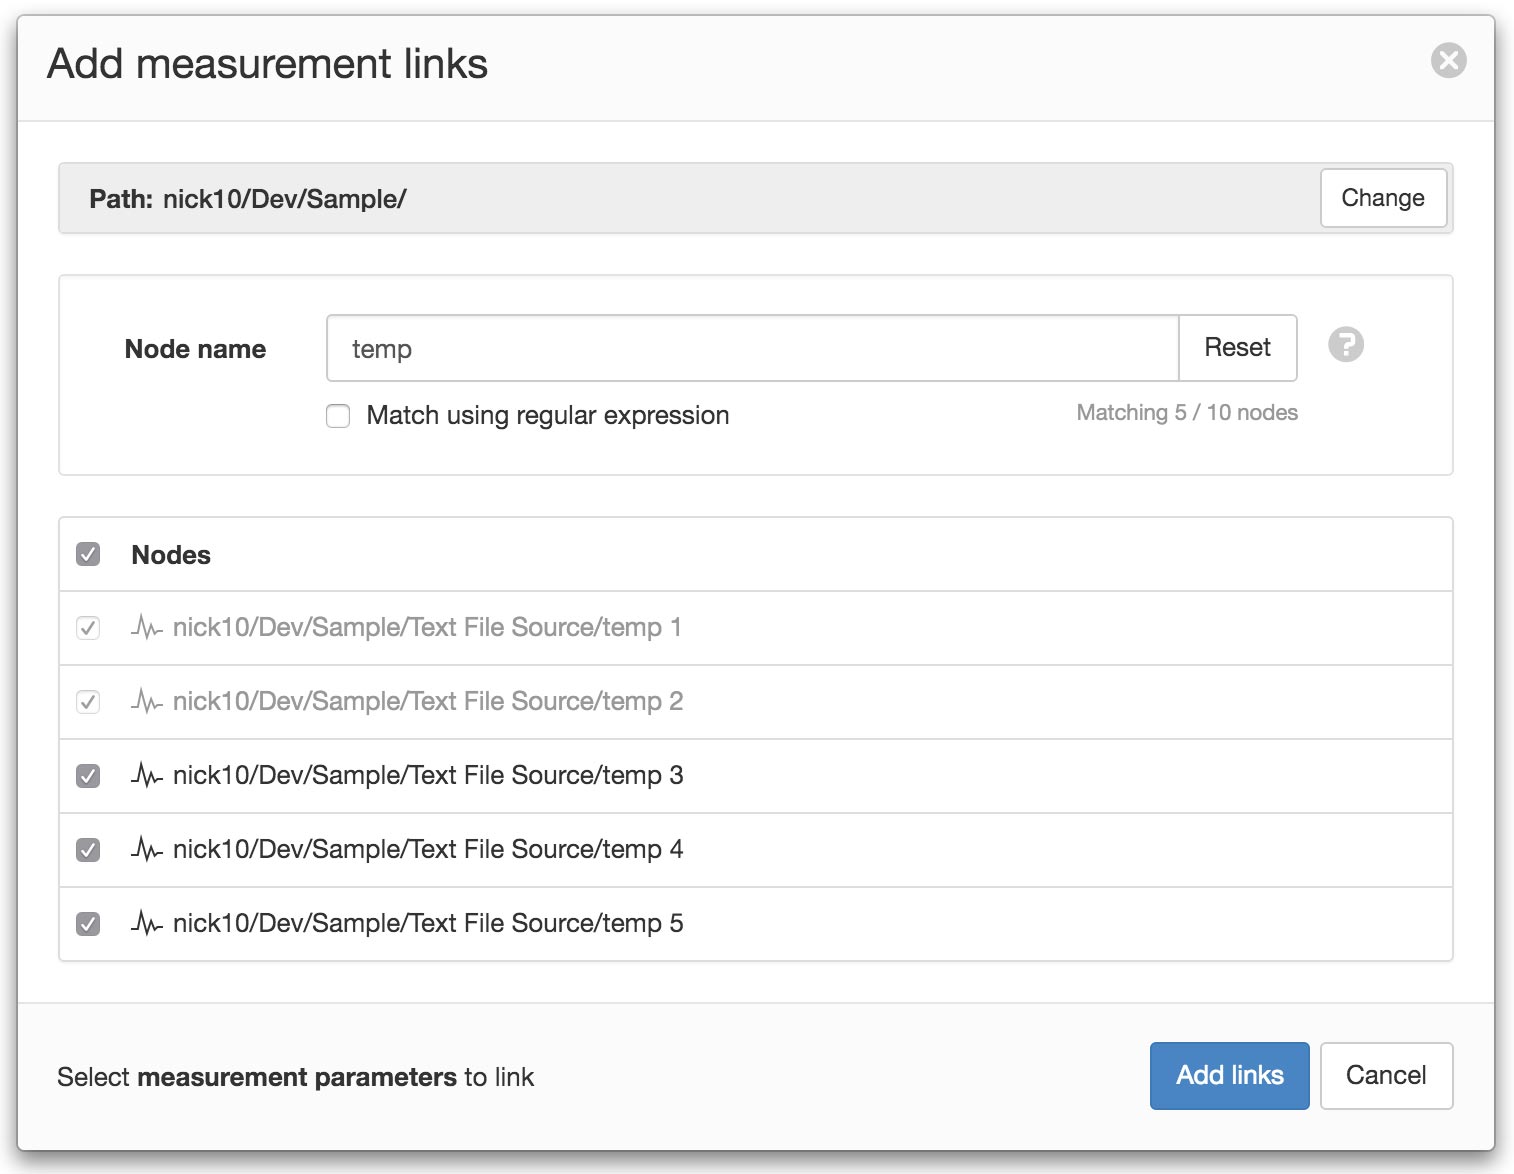 Add measurement links
Path: nick10/Dev/Sample/
Change
Node name
temp
Reset
?
Match using regular expression
Matching 5 / 10 nodes
Nodes
nick10/Dev/Sample/Text File Source/temp 1
nick10/Dev/Sample/Text File Source/temp 2
nick10/Dev/Sample/Text File Source/temp 3
nick10/Dev/Sample/Text File Source/temp 4
nick10/Dev/Sample/Text File Source/temp 5
Select measurement parameters to link
Add links
Cancel